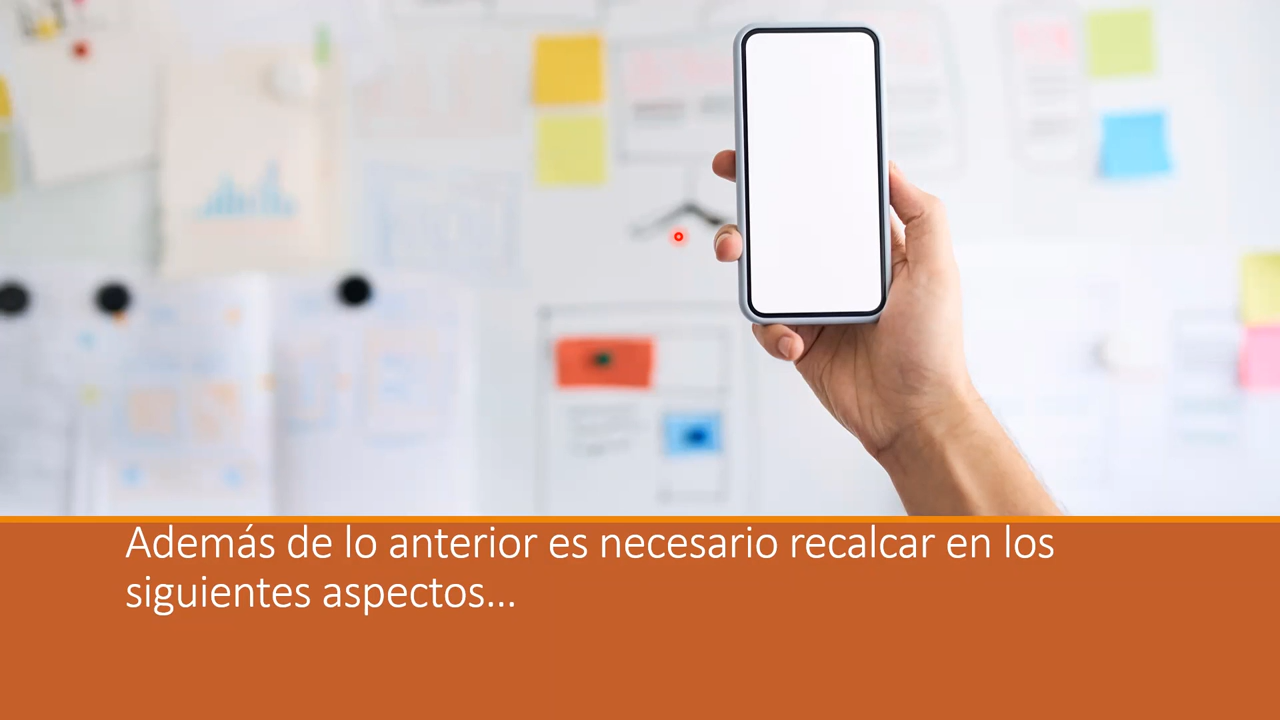 Además de lo anterior es necesario recalcar en los
siguientes aspectos...